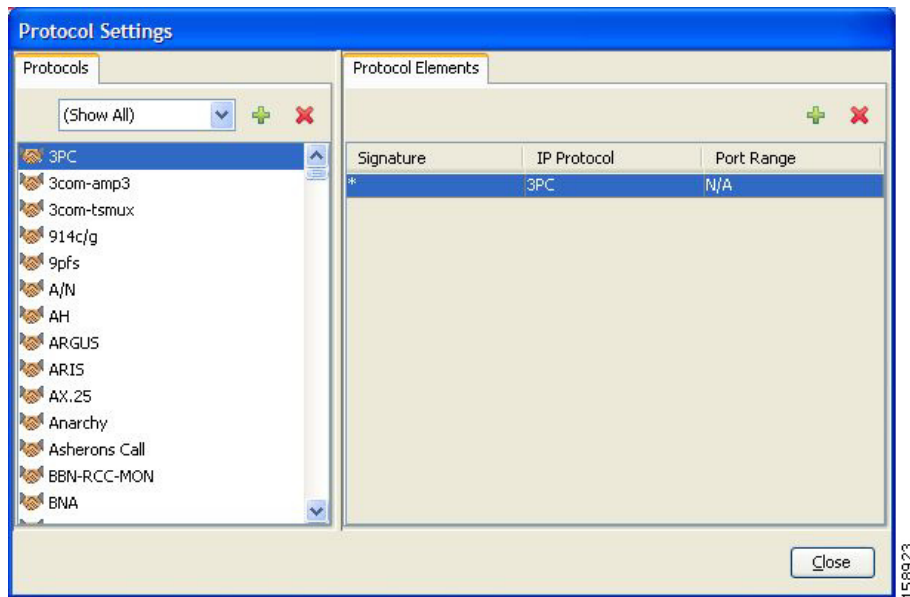 Protocol Settings
Protocols
(Show All)
3PC
3com-amp3
3com-tsmux
914c/g
9pfs
A/N
AH
ARGUS
ARIS
AX.25
Anarchy
Asherons Call
BBN-RCC-MON
BNA
Protocol Elements
Signature IP Protocol Port Range
* 3PC N/A
Close
158923